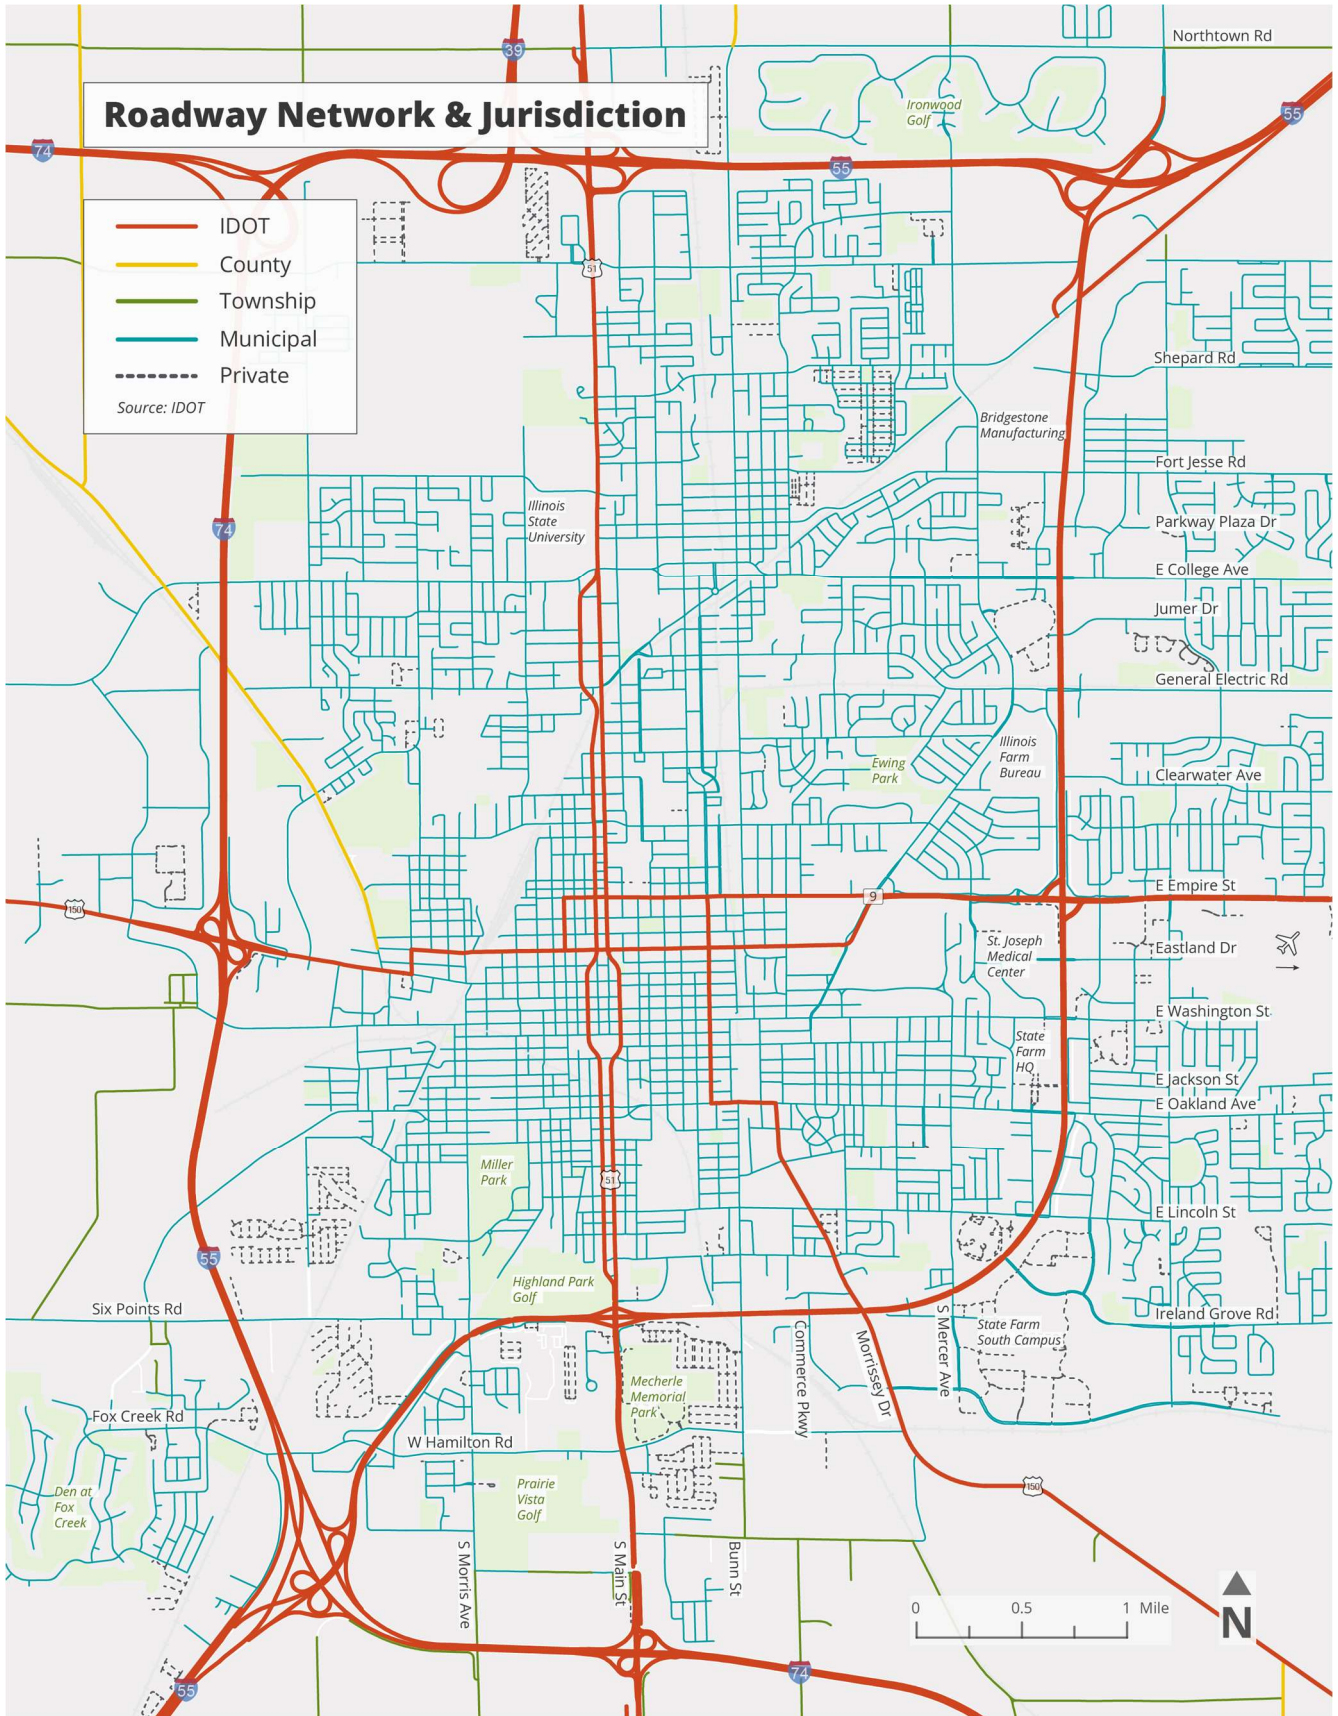 Northtown Rd
39
Roadway Network & Jurisdiction
Ironwood
Golf
55
74
55
IDOT
County
Township
Municipal
Private
Source: IDOT
51
Shepard Rd
Bridgestone
Manufacturing
Fort Jesse Rd
Illinois
State
University
74
Parkway Plaza Dr
E College Ave
Jumer Dr
General Electric Rd
Illinois
Farm
Bureau
Ewing
Park
Clearwater Ave
E Empire St
9
150
St. Joseph
Medical
Center
Eastland Dr
E Washington St
State
Farm
HQ
E Jackson St
E Oakland Ave
Miller
Park
51
E Lincoln St
55
Highland Park
Golf
Six Points Rd
Ireland Grove Rd
Commerce Pkwy
Morrissey Dr
S Mercer Ave
State Farm
South Campus
Mecherle
Memorial
Park
Fox Creek Rd
W Hamilton Rd
Den at
Fox
Creek
Prairie
Vista
Golf
150
S Morris Ave
S Main St
Bunn St
0 0.5 1 Mile
N
74
55